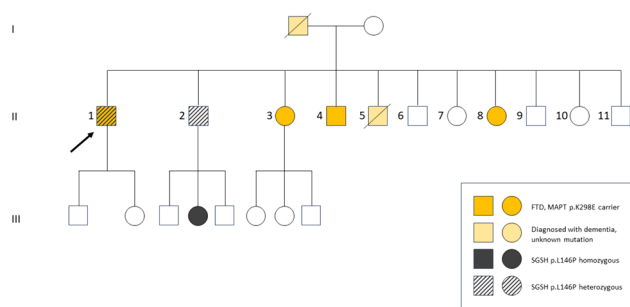 I
II
1
2
3
4
5
6
7
8
9
10
11
III
FTD, MAPT p.K298E carrier
Diagnosed with dementia,
unknown mutation
SGSH p.L146P homozygous
SGSH p.L146P heterozygous